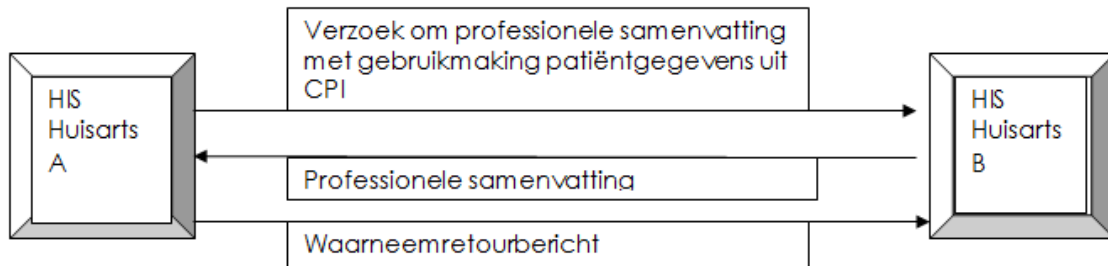 HIS
Huisarts
A
Verzoek om professionele samenvatting
met gebruikmaking patiëntgegevens uit
CPI
Professionele samenvatting
Waarneemretourbericht
HIS
Huisarts
B